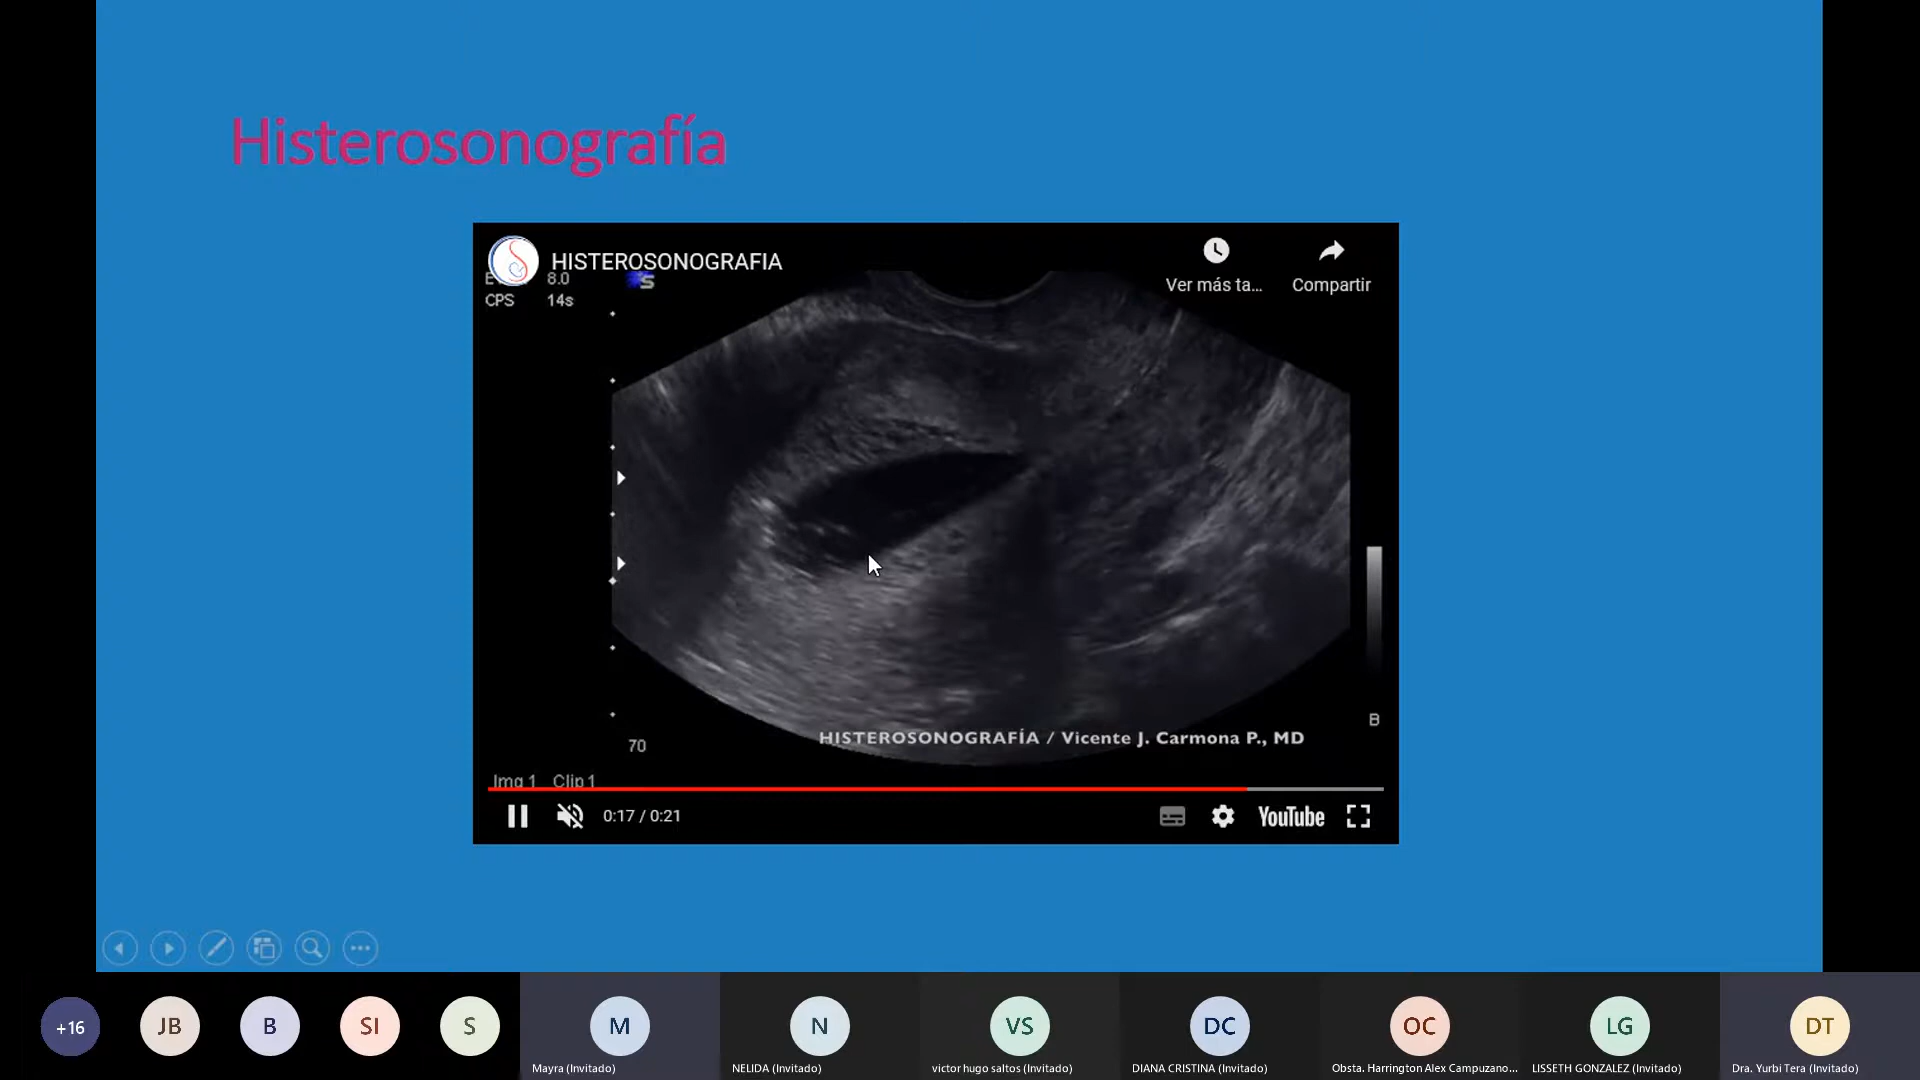 Histerosonografía
HISTEROSONOGRAFIA
Ver más ta...
Compartir
8.0
CPS 14s
S
HISTEROSONOGRAFÍA / Vicente J. Carmona P., MD
B
70
Img 1 Clip 1
0:17 / 0:21
YouTube
+16
JB
B
SI
S
M
N
VS
DC
OC
LG
DT
Mayra (Invitado)
NELIDA (Invitado)
victor hugo saltos (Invitado)
DIANA CRISTINA (Invitado)
Obsta. Harrington Alex Campuzano...
LISSETH GONZALEZ (Invitado)
Dra. Yurbi Tera (Invitado)